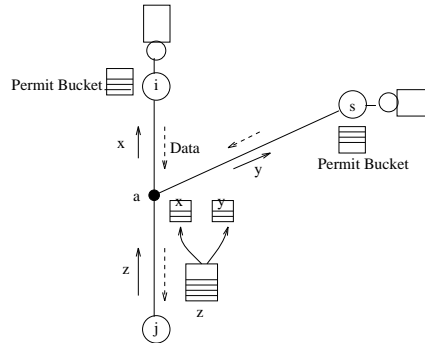 Permit Bucket
i
s
x
Data
y
Permit Bucket
a
x
y
z
z
j